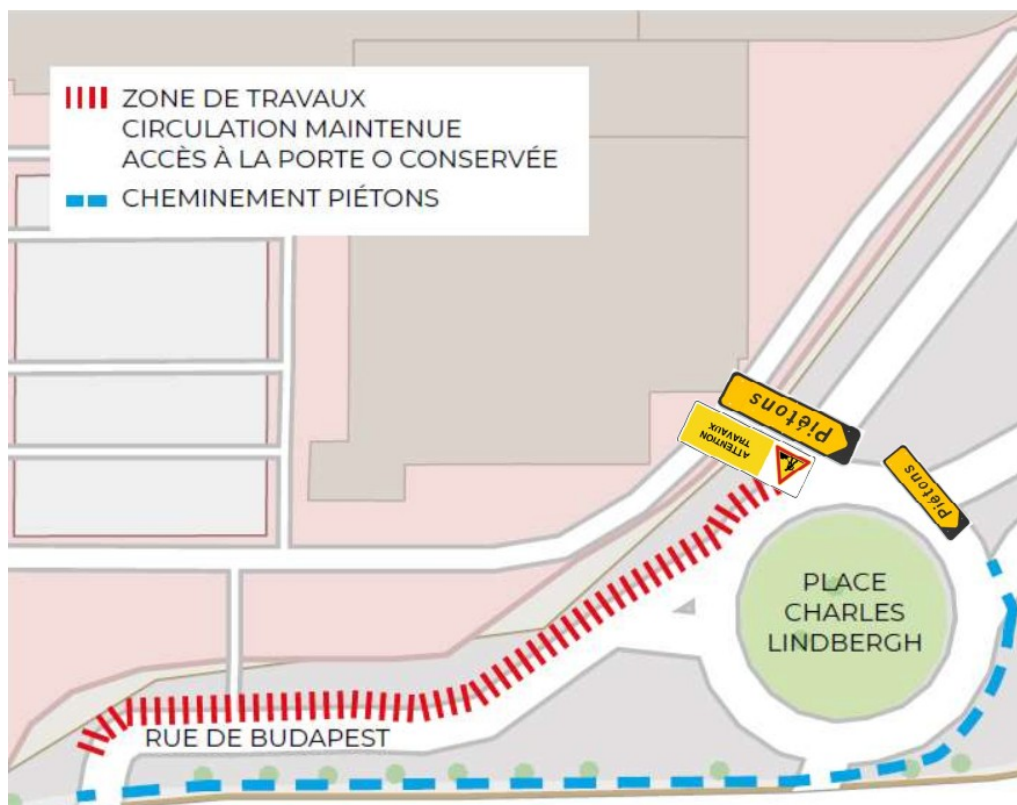 ZONE DE TRAVAUX
CIRCULATION MAINTENUE
ACCÈS À LA PORTE O CONSERVÉE
CHEMINEMENT PIÉTONS
Piétons
ATTENTION
TRAVAUX
Piétons
PLACE
CHARLES
LINDBERGH
RUE DE BUDAPEST